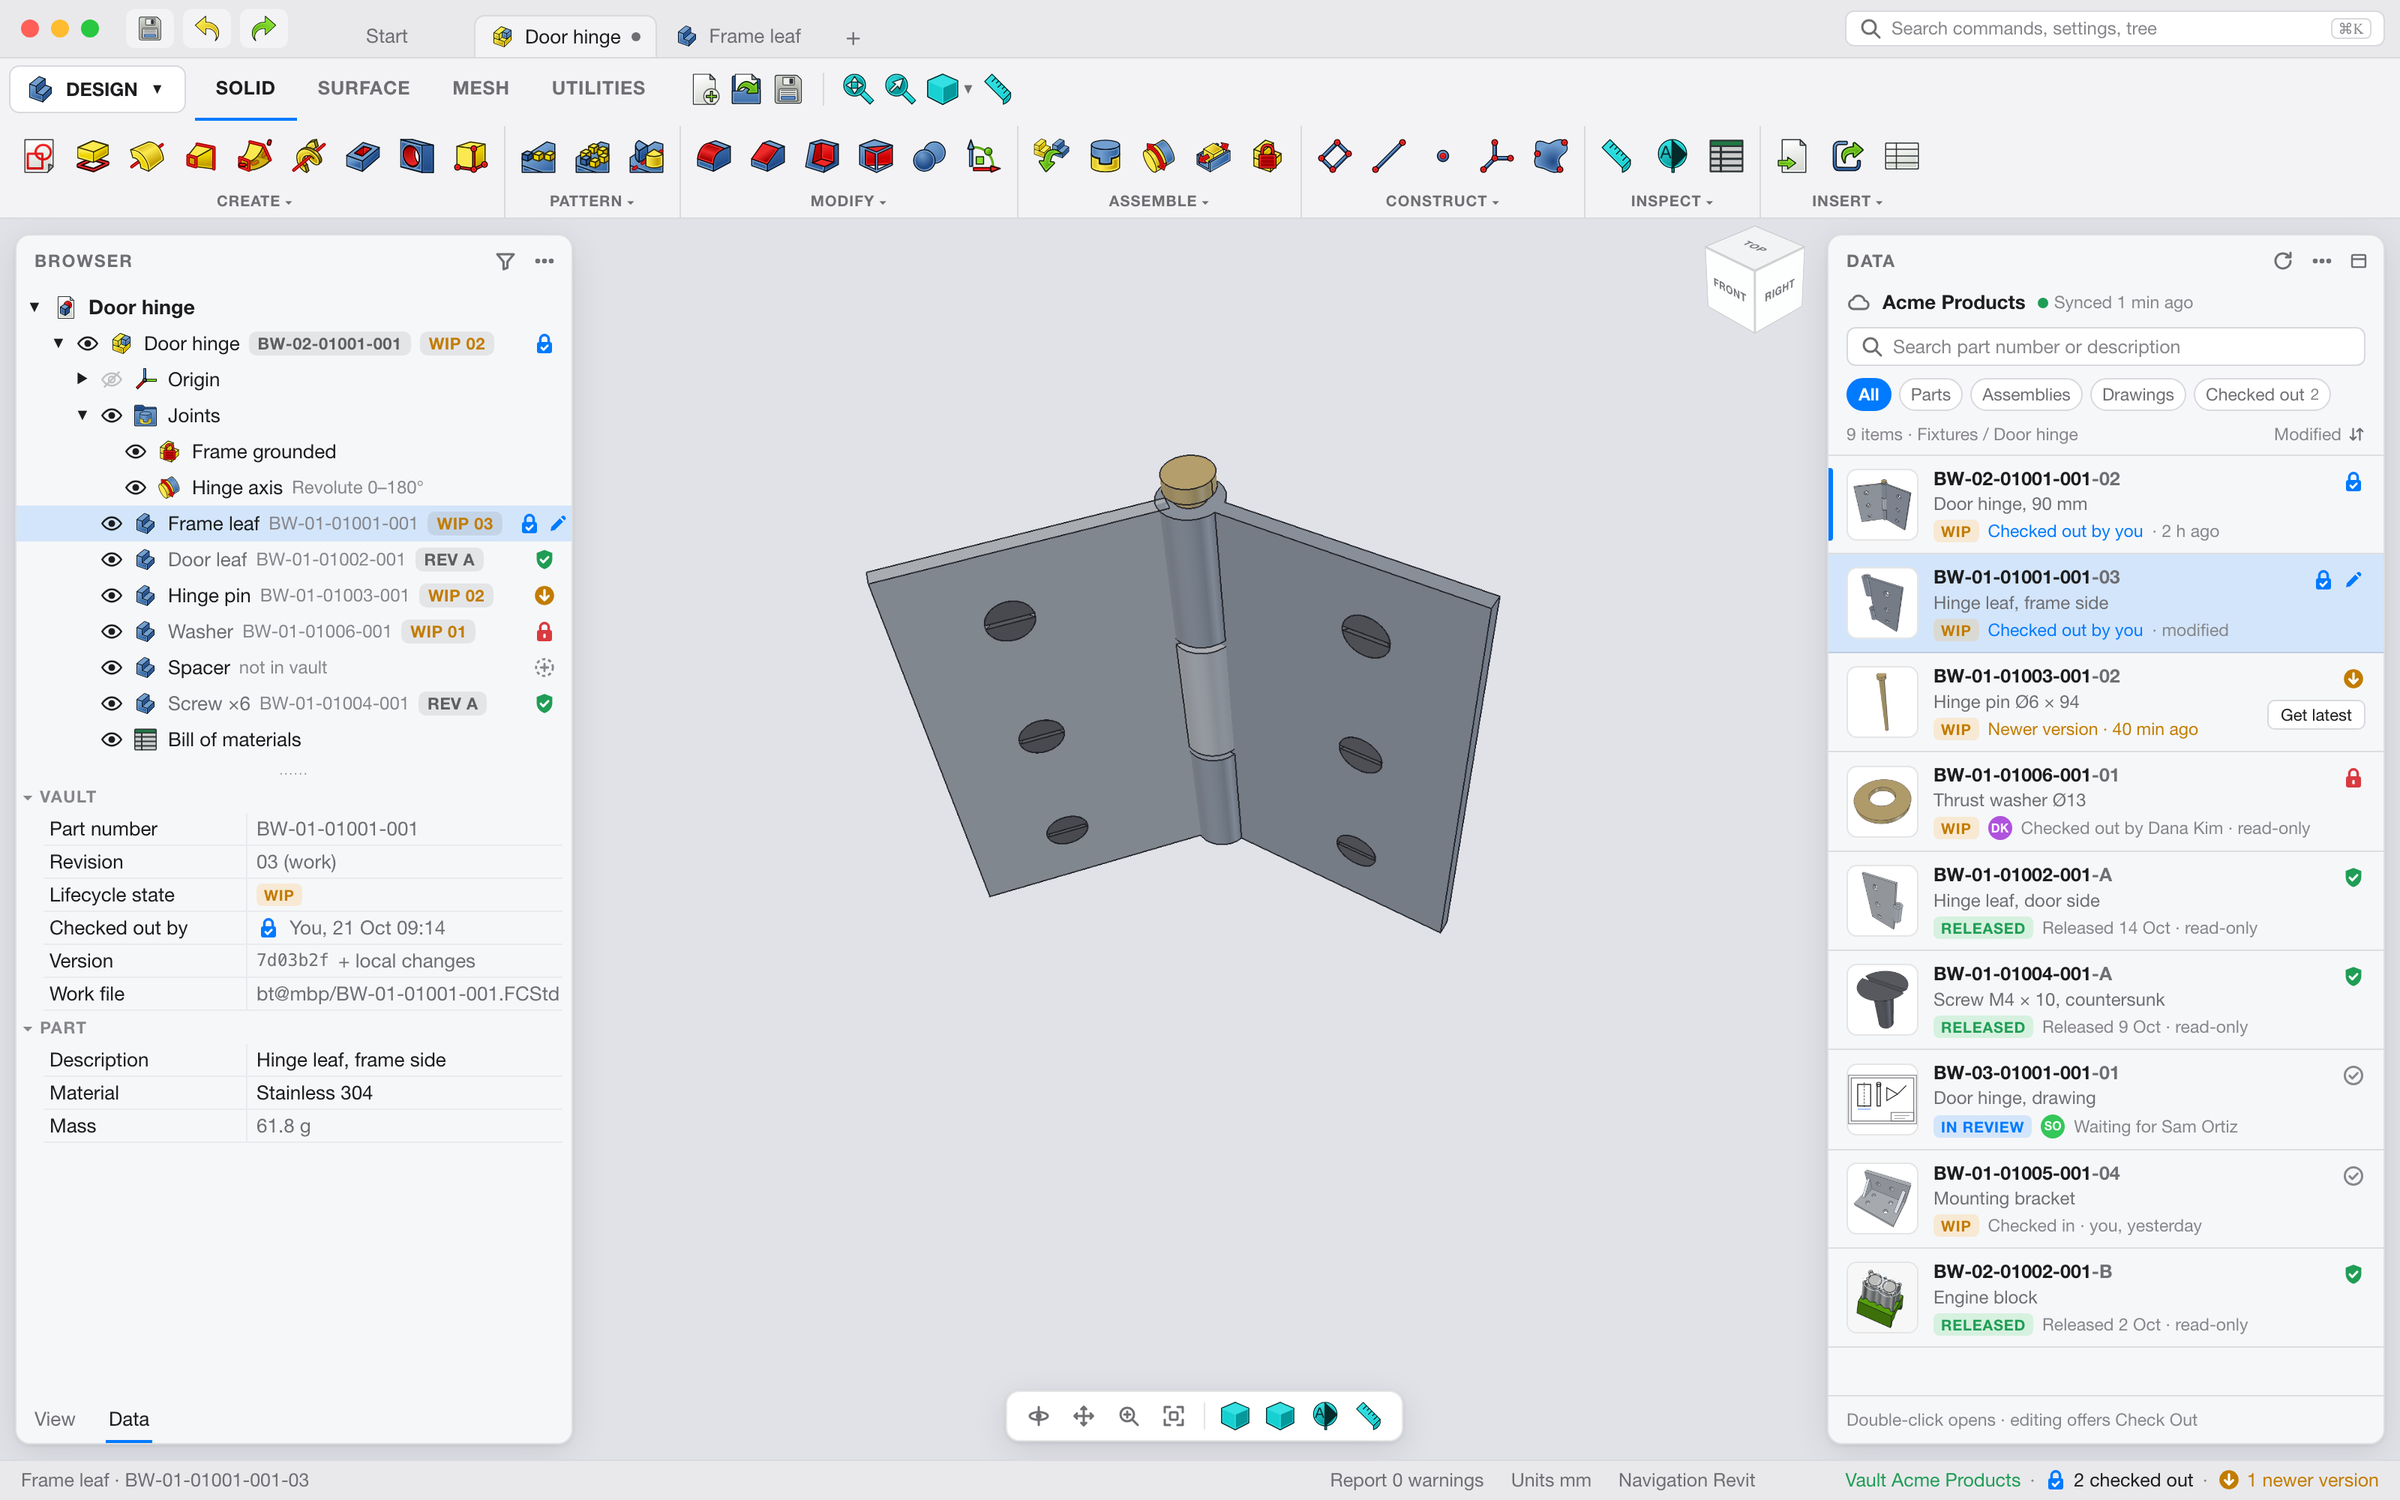 Start
Door hinge
Frame leaf
Search commands, settings, tree
⌘K
DESIGN
SOLID
SURFACE
MESH
UTILITIES
CREATE
PATTERN
MODIFY
ASSEMBLE
CONSTRUCT
INSPECT
INSERT
BROWSER
Door hinge
Door hinge BW-02-01001-001 WIP 02
Origin
Joints
Frame grounded
Hinge axis Revolute 0–180°
Frame leaf BW-01-01001-001 WIP 03
Door leaf BW-01-01002-001 REV A
Hinge pin BW-01-01003-001 WIP 02
Washer BW-01-01006-001 WIP 01
Spacer not in vault
Screw ×6 BW-01-01004-001 REV A
Bill of materials
VAULT
Part number BW-01-01001-001
Revision 03 (work)
Lifecycle state WIP
Checked out by You, 21 Oct 09:14
Version 7d03b2f + local changes
Work file bt@mbp/BW-01-01001-001.FCStd
PART
Description Hinge leaf, frame side
Material Stainless 304
Mass 61.8 g
View Data
TOP
FRONT
RIGHT
DATA
Acme Products Synced 1 min ago
Search part number or description
All Parts Assemblies Drawings Checked out 2
9 items · Fixtures / Door hinge Modified
BW-02-01001-001-02
Door hinge, 90 mm
WIP Checked out by you · 2 h ago
BW-01-01001-001-03
Hinge leaf, frame side
WIP Checked out by you · modified
BW-01-01003-001-02
Hinge pin Ø6 × 94
Get latest
WIP Newer version · 40 min ago
BW-01-01006-001-01
Thrust washer Ø13
WIP DK Checked out by Dana Kim · read-only
BW-01-01002-001-A
Hinge leaf, door side
RELEASED Released 14 Oct · read-only
BW-01-01004-001-A
Screw M4 × 10, countersunk
RELEASED Released 9 Oct · read-only
BW-03-01001-001-01
Door hinge, drawing
IN REVIEW SO Waiting for Sam Ortiz
BW-01-01005-001-04
Mounting bracket
WIP Checked in · you, yesterday
BW-02-01002-001-B
Engine block
RELEASED Released 2 Oct · read-only
Double-click opens · editing offers Check Out
Frame leaf · BW-01-01001-001-03
Report 0 warnings
Units mm
Navigation Revit
Vault Acme Products · 2 checked out · 1 newer version